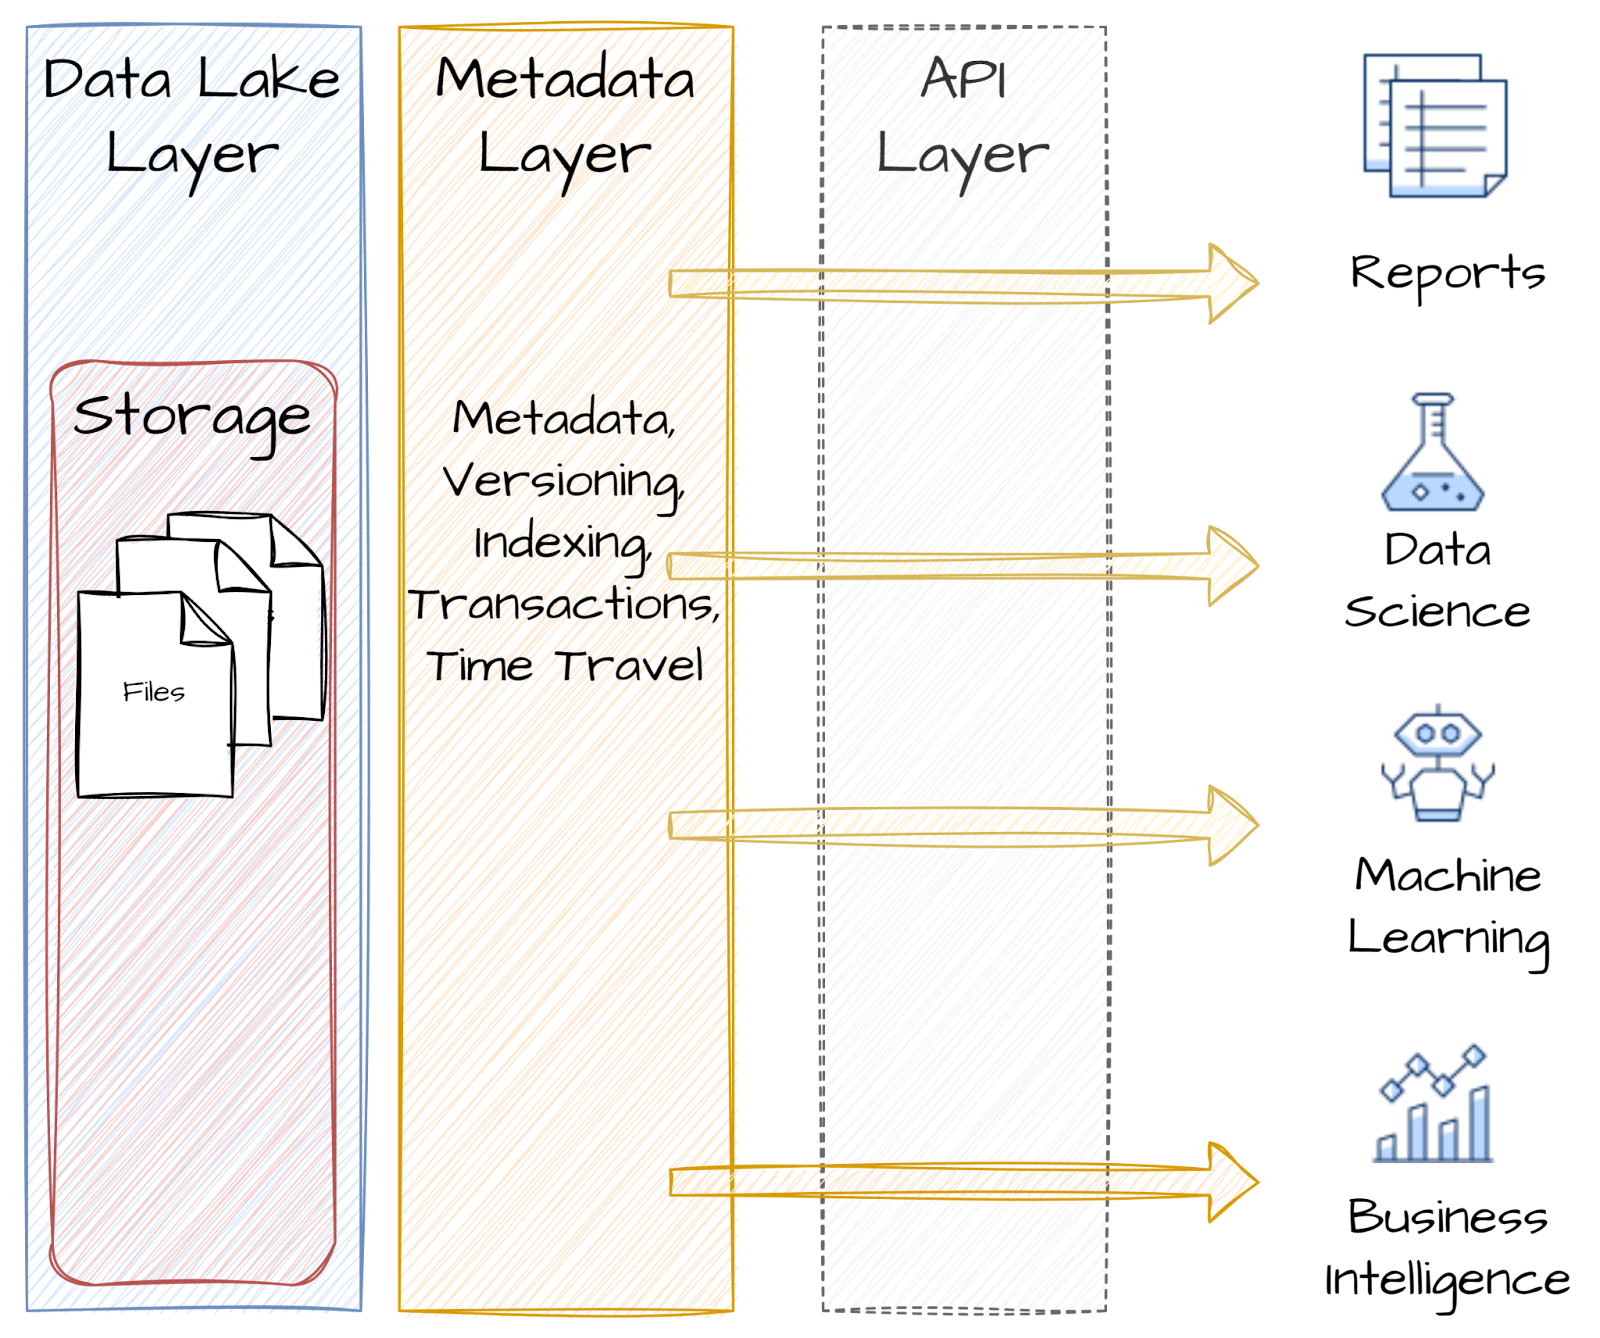 Data Lake
Layer
Storage
Files
Metadata
Layer
Metadata,
Versioning,
Indexing,
Transactions,
Time Travel
API
Layer
Reports
Data
Science
Machine
Learning
Business
Intelligence